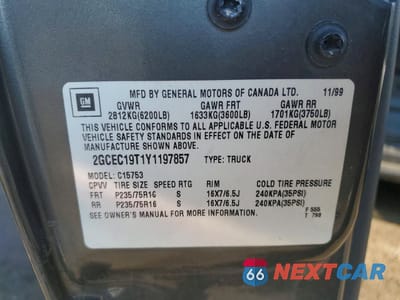 GM
MFD BY GENERAL MOTORS OF CANADA LTD. 11/99
GVWR GAWR FRT GAWR RR
2812KG(6200LB) 1633KG(3600LB) 1701KG(3750LB)
THIS VEHICLE CONFORMS TO ALL APPLICABLE U.S. FEDERAL MOTOR
VEHICLE SAFETY STANDARDS IN EFFECT ON THE DATE OF
MANUFACTURE SHOWN ABOVE.
2GCEC19T1Y1197857 TYPE: TRUCK
MODEL: C15753
CPVV TIRE SIZE SPEED RTG RIM COLD TIRE PRESSURE
FRT P235/75R16 S 16X7/6.5J 240KPA(35PSI)
RR P235/75R16 S 16X7/6.5J 240KPA(35PSI)
SEE OWNER'S MANUAL FOR MORE INFORMATION.
F 555
T 798
66 NEXTCAR